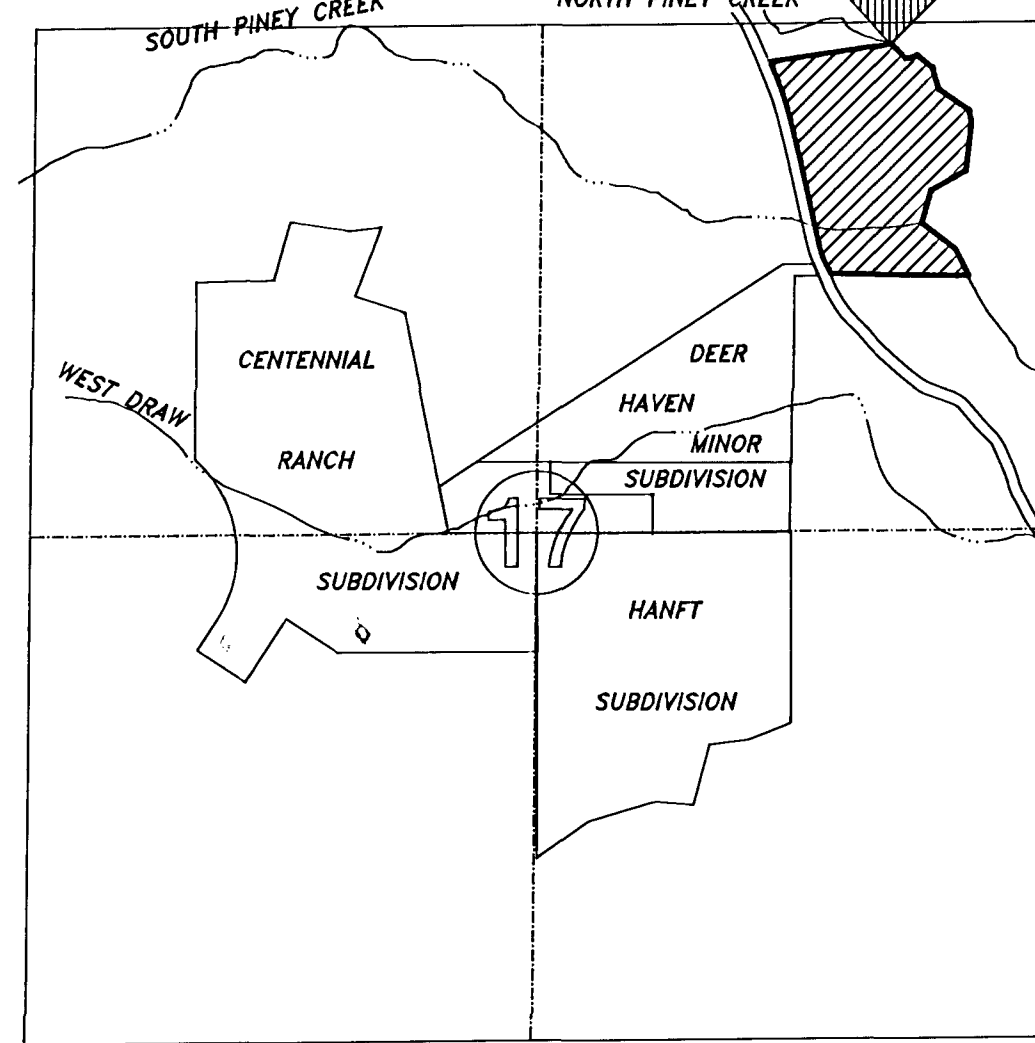 SOUTH PINEY CREEK
NORTH PINEY CREEK
CENTENNIAL
RANCH
SUBDIVISION
WEST DRAW
DEER
HAVEN
MINOR
SUBDIVISION
17
HANFT
SUBDIVISION